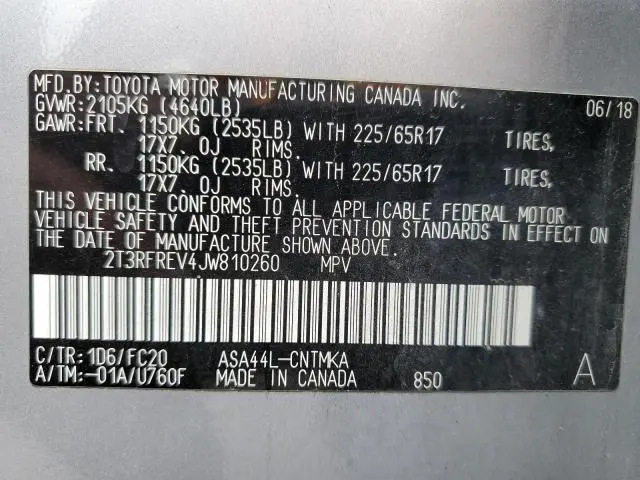 MFD.BY:TOYOTA MOTOR MANUFACTURING CANADA INC.
GVWR:2105KG (4640LB) 06/18
GAWR:FRT. 1150KG (2535LB) WITH 225/65R17 TIRES,
17X7.0J RIMS.
RR. 1150KG (2535LB) WITH 225/65R17 TIRES,
17X7.0J RIMS.
THIS VEHICLE CONFORMS TO ALL APPLICABLE FEDERAL MOTOR
VEHICLE SAFETY AND THEFT PREVENTION STANDARDS IN EFFECT ON
THE DATE OF MANUFACTURE SHOWN ABOVE.
2T3RFREV4JW810260 MPV
C/TR:1D6/FC20 ASA44L-CNTMKA
A/TM:-01A/U760F MADE IN CANADA 850 A